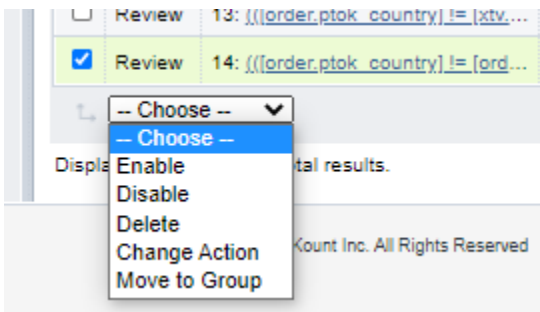 Review 13: (([order.ptok_country] != [xtv....
Review 14: (([order.ptok_country] != [ord...
-- Choose --
-- Choose --
Enable
Displa tal results.
Disable
Delete
Change Action Kount Inc. All Rights Reserved
Move to Group